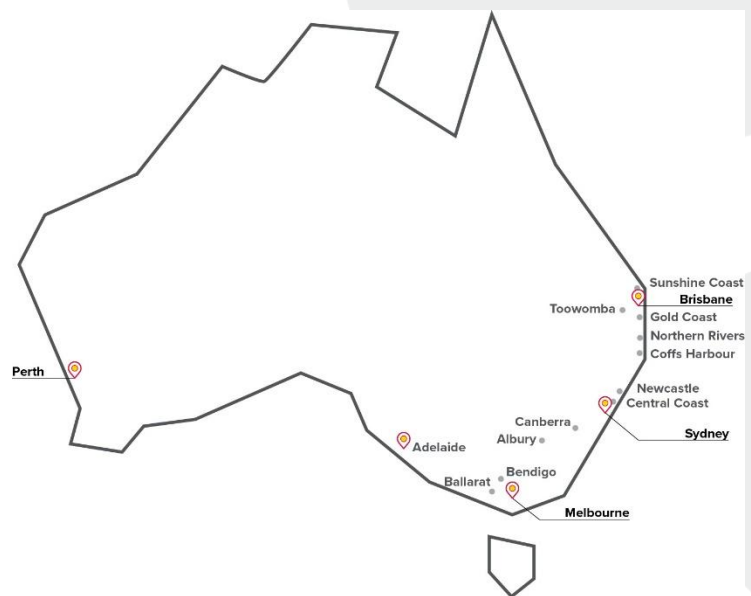 Sunshine Coast
Brisbane
Toowomba
Gold Coast
Northern Rivers
Coffs Harbour
Perth
Newcastle
Central Coast
Canberra
Sydney
Albury
Adelaide
Bendigo
Ballarat
Melbourne